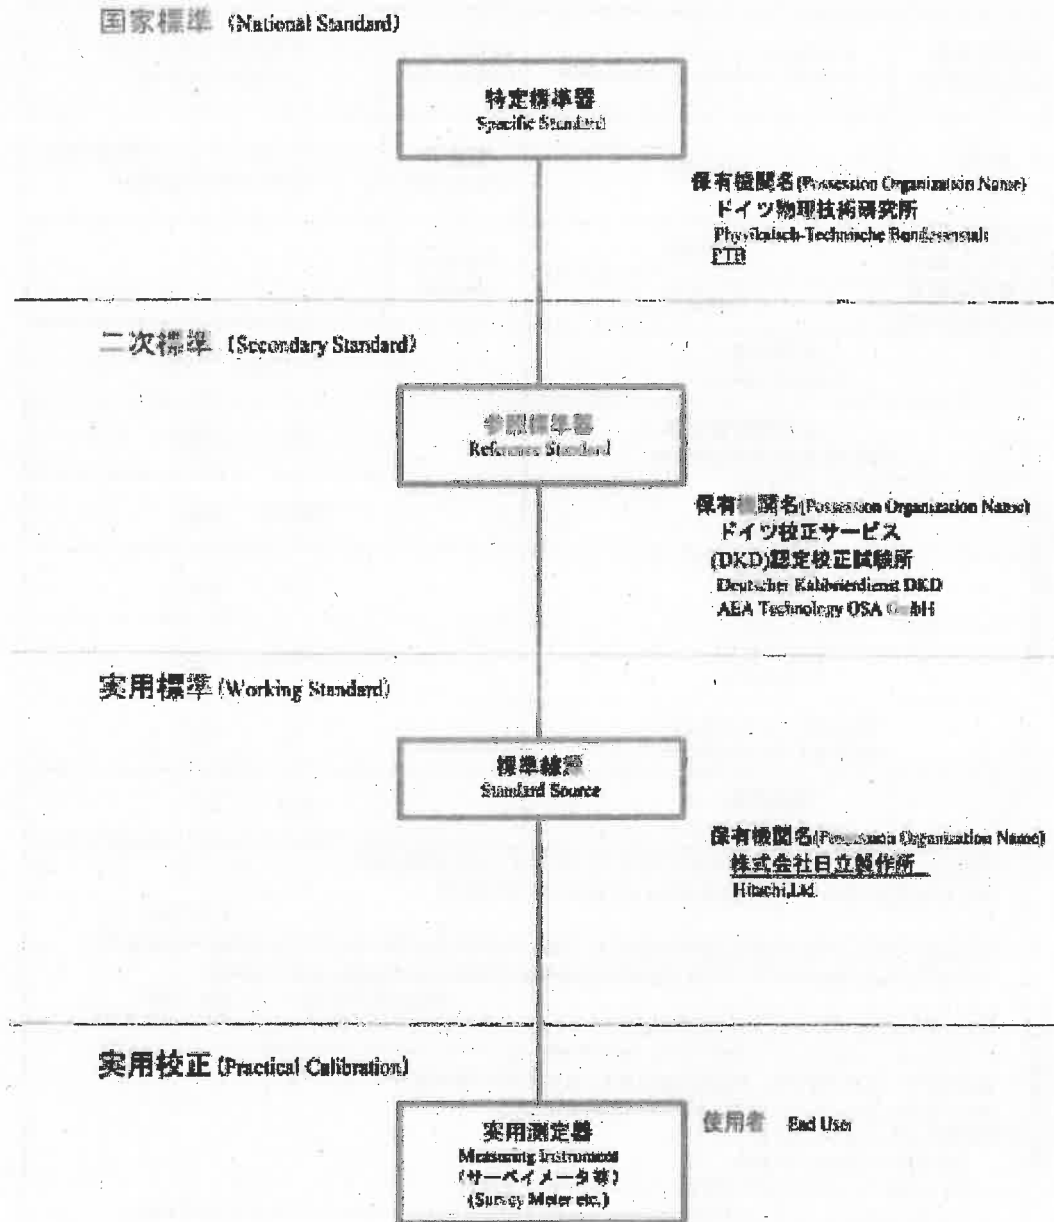 国家標準 (National Standard)
特定標準器
Specific Standard
保有機関名(Possession Organization Name)
ドイツ物理技術研究所
Physikalisch-Technische
PTB
二次標準 (Secondary Standard)
参照標準器
Reference Standard
保有機関名(Possession Organization Name)
ドイツ校正サービス
(DKD)認定校正試験所
Deutscher DKD
AEA Technology QSA GmbH
実用標準 (Working Standard)
標準線源
Standard Source
保有機関名(Possession Organization Name)
株式会社日立製作所
Hitachi,Ltd.
実用校正 (Practical Calibration)
実用測定器
Measuring Instrument
(サーベイメータ等)
(Survey Meter etc.)
使用者 End User